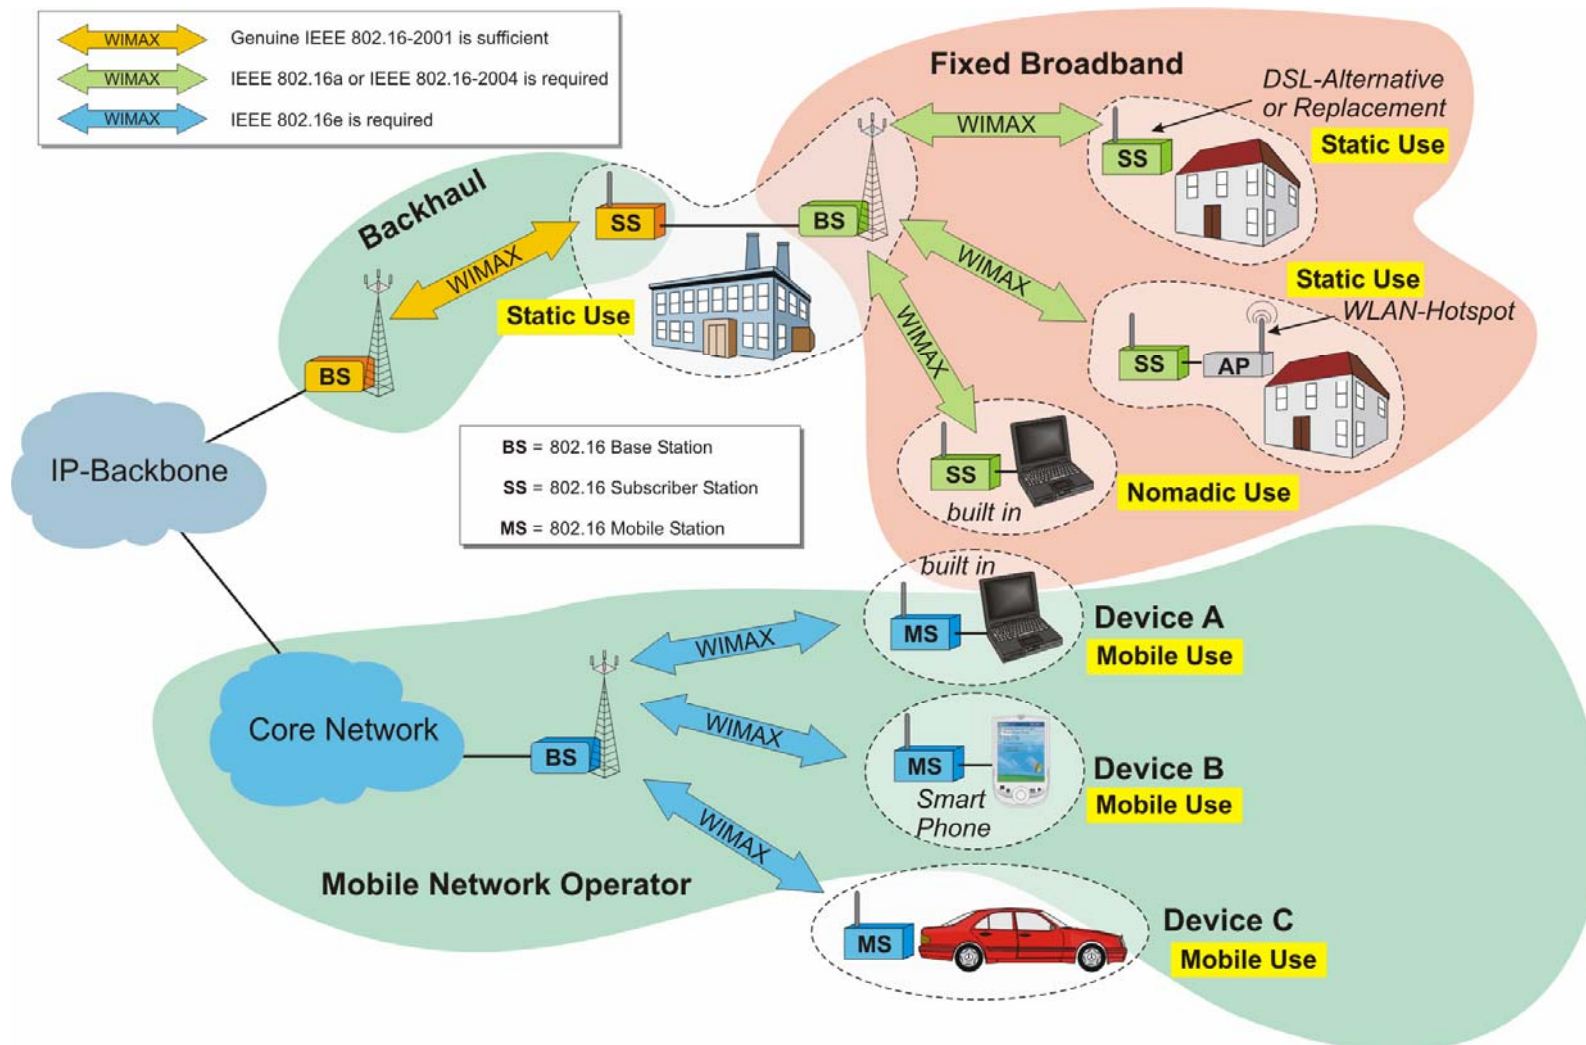 WIMAX Genuine IEEE 802.16-2001 is sufficient
WIMAX IEEE 802.16a or IEEE 802.16-2004 is required
WIMAX IEEE 802.16e is required
Fixed Broadband
DSL-Alternative
or Replacement
Static Use
WIMAX
SS
Backhaul
SS
BS
WIMAX
WIMAX
Static Use
WLAN-Hotspot
Static Use
WIMAX
SS
AP
BS
IP-Backbone
BS = 802.16 Base Station
SS = 802.16 Subscriber Station
MS = 802.16 Mobile Station
SS
built in
Nomadic Use
built in
MS
Device A
Mobile Use
WIMAX
Core Network
BS
WIMAX
MS
Smart
Phone
Device B
Mobile Use
WIMAX
Mobile Network Operator
MS
Device C
Mobile Use